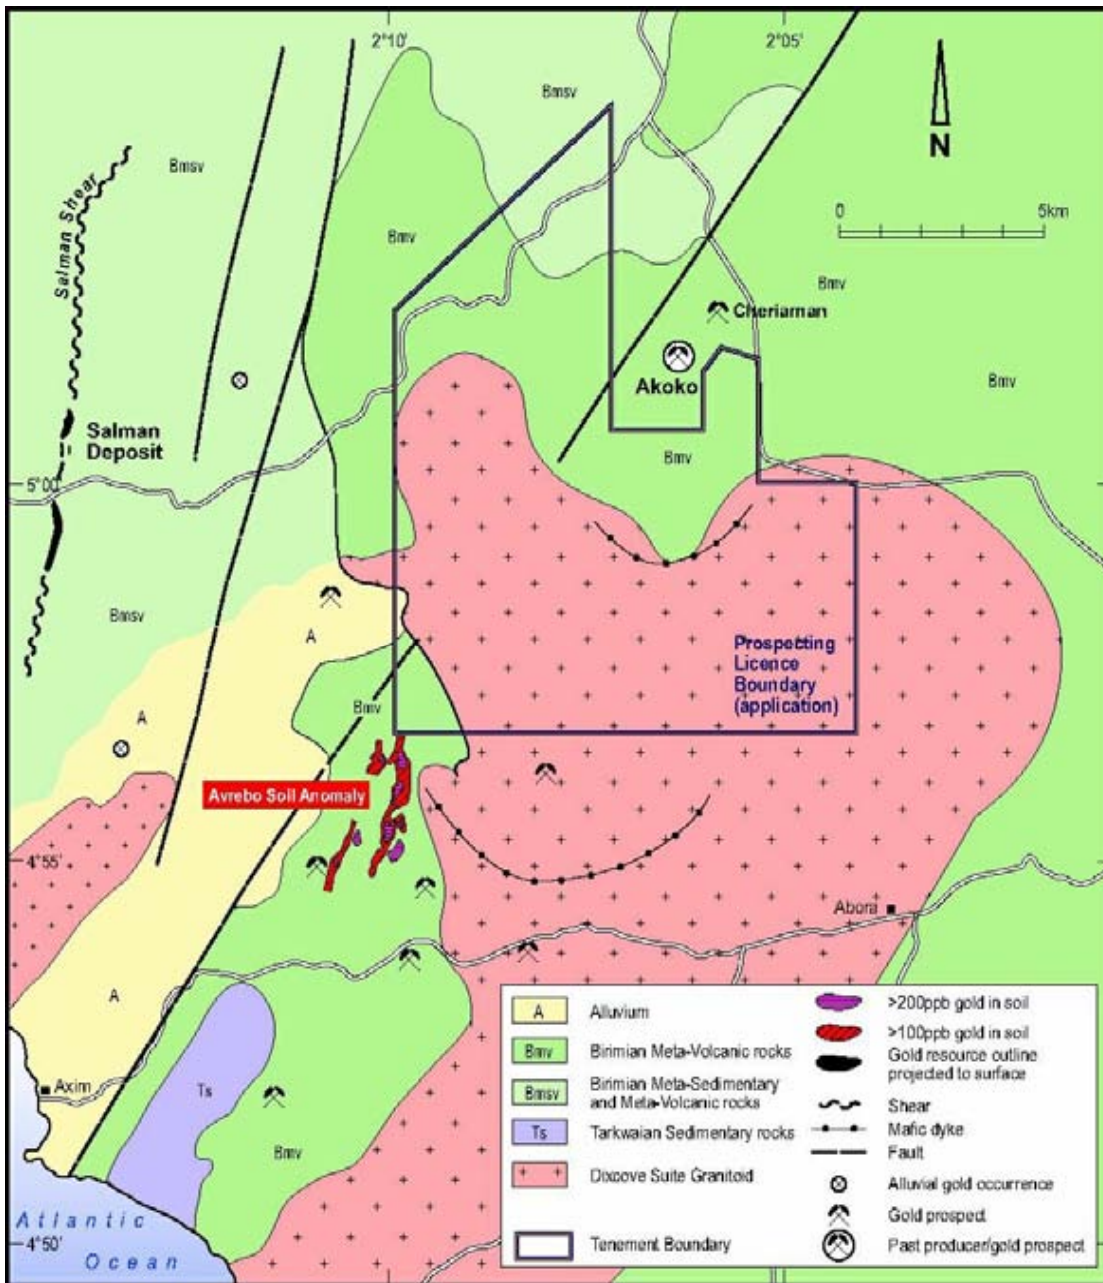 2°10'
2°05'
Bmsv
N
Bmsv
Salman Shear
0
5km
Bmv
Bmv
Cheriaman
Akoko
Bmv
Salman
Deposit
Bmv
5°00'
Bmsv
A
Prospecting
Licence
Boundary
(application)
Bmv
A
Avrebo Soil Anomaly
4°55'
Abora
A
Axim
Ts
Bmv
Atlantic
Ocean
4°50'
A
Alluvium
Bmv
Birimian Meta-Volcanic rocks
Bmsv
Birimian Meta-Sedimentary
and Meta-Volcanic rocks
Ts
Tarkwaian Sedimentary rocks
Dixcove Suite Granitoid
Tenement Boundary
>200ppb gold in soil
>100ppb gold in soil
Gold resource outline
projected to surface
Shear
Mafic dyke
Fault
Alluvial gold occurrence
Gold prospect
Past producer/gold prospect